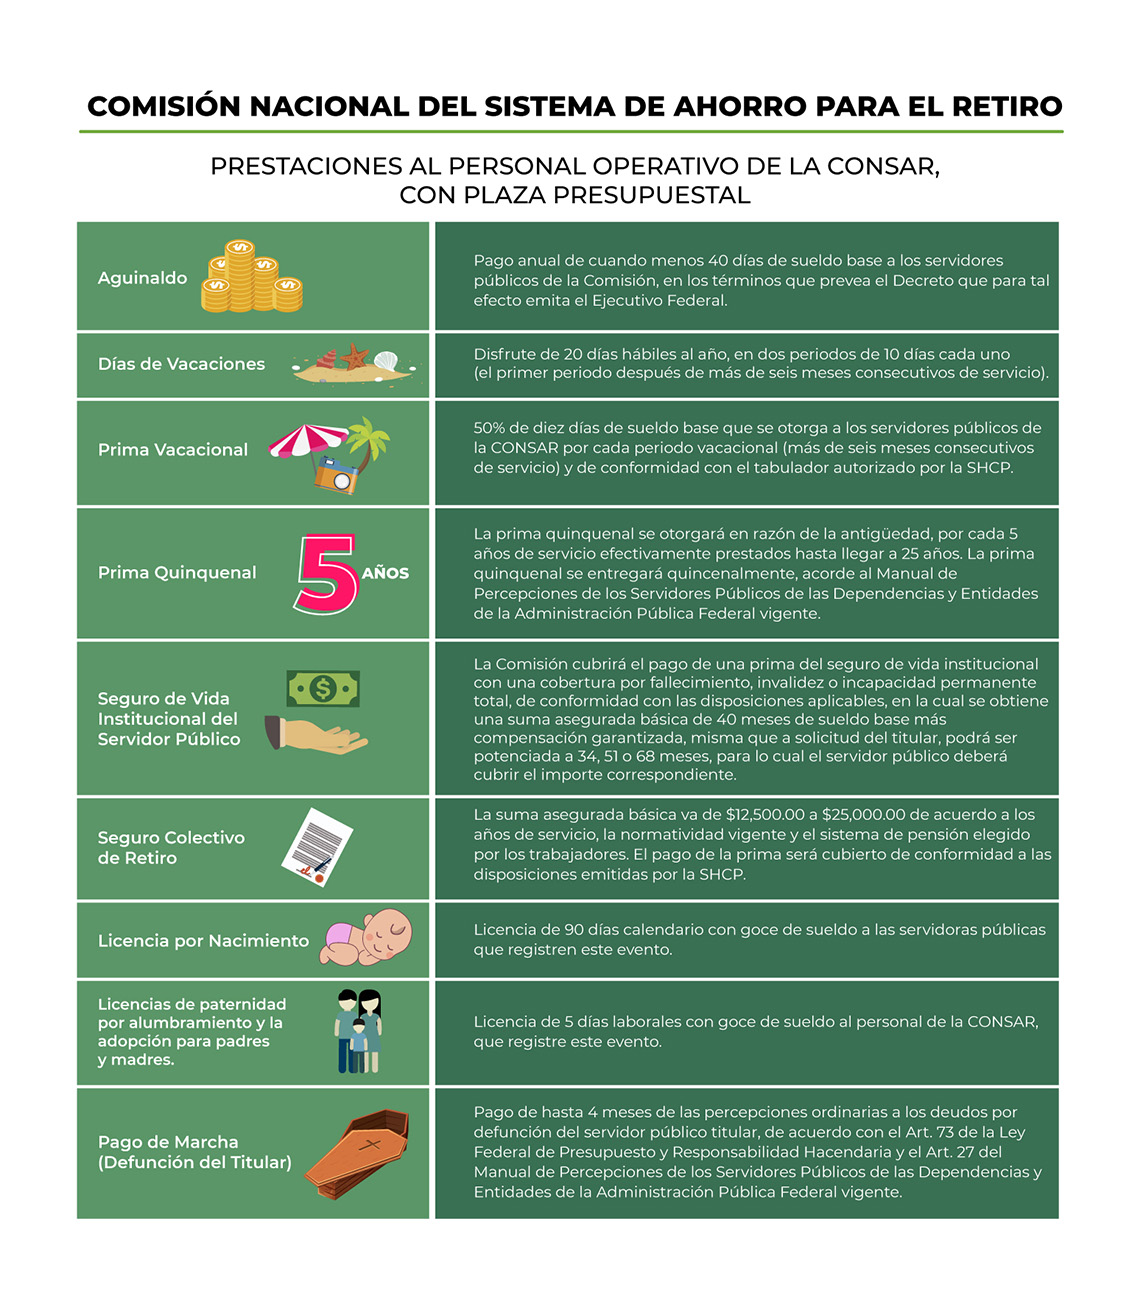 COMISIÓN NACIONAL DEL SISTEMA DE AHORRO PARA EL RETIRO
PRESTACIONES AL PERSONAL OPERATIVO DE LA CONSAR,
CON PLAZA PRESUPUESTAL
Aguinaldo
Pago anual de cuando menos 40 días de sueldo base a los servidores
públicos de la Comisión, en los términos que prevea el Decreto que para tal
efecto emita el Ejecutivo Federal.
Días de Vacaciones
Disfrute de 20 días hábiles al año, en dos periodos de 10 días cada uno
(el primer periodo después de más de seis meses consecutivos de servicio).
Prima Vacacional
50% de diez días de sueldo base que se otorga a los servidores públicos de
la CONSAR por cada periodo vacacional (más de seis meses consecutivos
de servicio) y de conformidad con el tabulador autorizado por la SHCP.
Prima Quinquenal
5 AÑOS
La prima quinquenal se otorgará en razón de la antigüedad, por cada 5
años de servicio efectivamente prestados hasta llegar a 25 años. La prima
quinquenal se entregará quincenalmente, acorde al Manual de
Percepciones de los Servidores Públicos de las Dependencias y Entidades
de la Administración Pública Federal vigente.
Seguro de Vida
Institucional del
Servidor Público
La Comisión cubrirá el pago de una prima del seguro de vida institucional
con una cobertura por fallecimiento, invalidez o incapacidad permanente
total, de conformidad con las disposiciones aplicables, en la cual se obtiene
una suma asegurada básica de 40 meses de sueldo base más
compensación garantizada, misma que a solicitud del titular, podrá ser
potenciada a 34, 51 o 68 meses, para lo cual el servidor público deberá
cubrir el importe correspondiente.
Seguro Colectivo
de Retiro
La suma asegurada básica va de $12,500.00 a $25,000.00 de acuerdo a los
años de servicio, la normatividad vigente y el sistema de pensión elegido
por los trabajadores. El pago de la prima será cubierto de conformidad a las
disposiciones emitidas por la SHCP.
Licencia por Nacimiento
Licencia de 90 días calendario con goce de sueldo a las servidoras públicas
que registren este evento.
Licencias de paternidad
por alumbramiento y la
adopción para padres
y madres.
Licencia de 5 días laborales con goce de sueldo al personal de la CONSAR,
que registre este evento.
Pago de Marcha
(Defunción del Titular)
Pago de hasta 4 meses de las percepciones ordinarias a los deudos por
defunción del servidor público titular, de acuerdo con el Art. 73 de la Ley
Federal de Presupuesto y Responsabilidad Hacendaria y el Art. 27 del
Manual de Percepciones de los Servidores Públicos de las Dependencias y
Entidades de la Administración Pública Federal vigente.